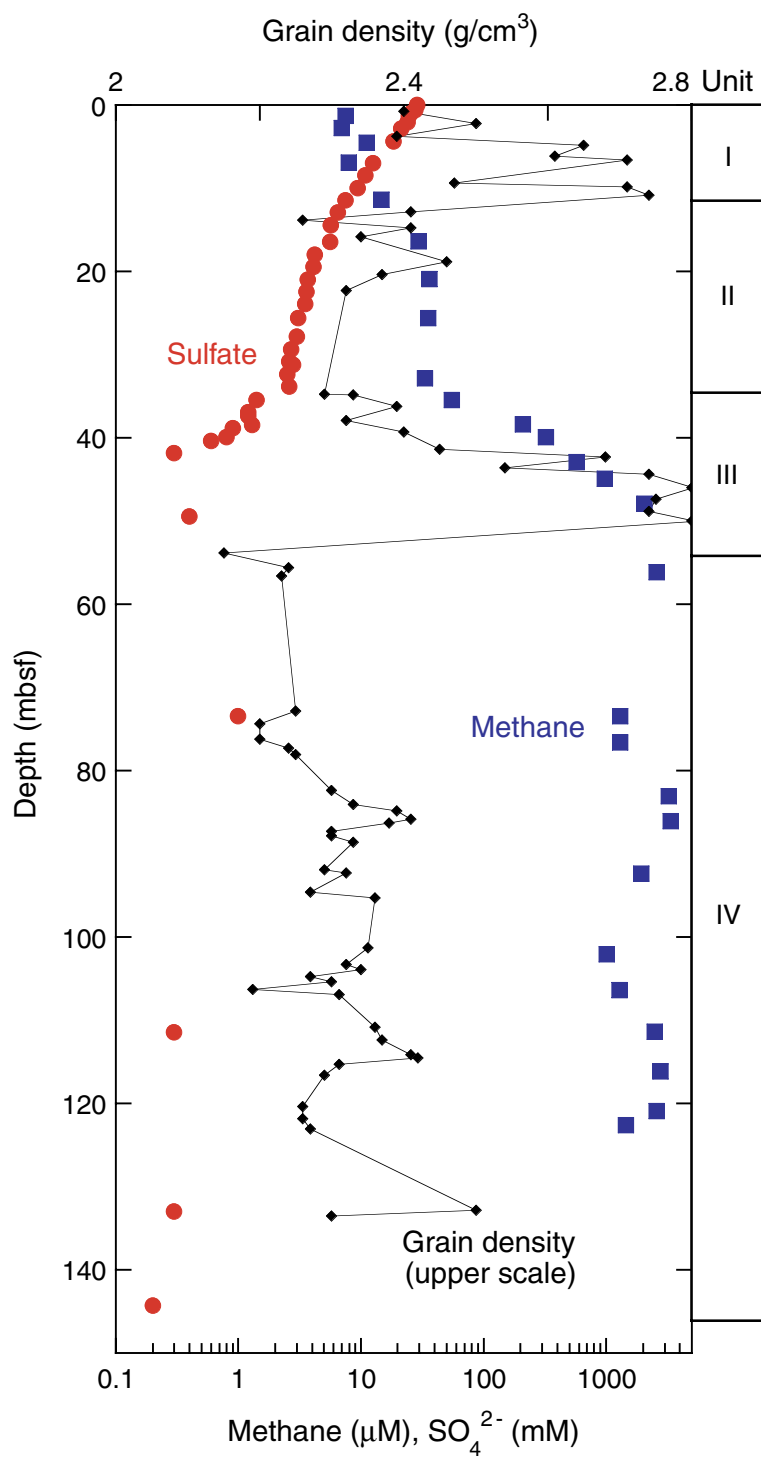 Grain density (g/cm³)
2 2.4 2.8 Unit
0
I
20
II
Sulfate
40
III
60
Depth (mbsf)
Methane
80
IV
100
120
Grain density
(upper scale)
140
0.1 1 10 100 1000
Methane (μM), SO₄²⁻ (mM)